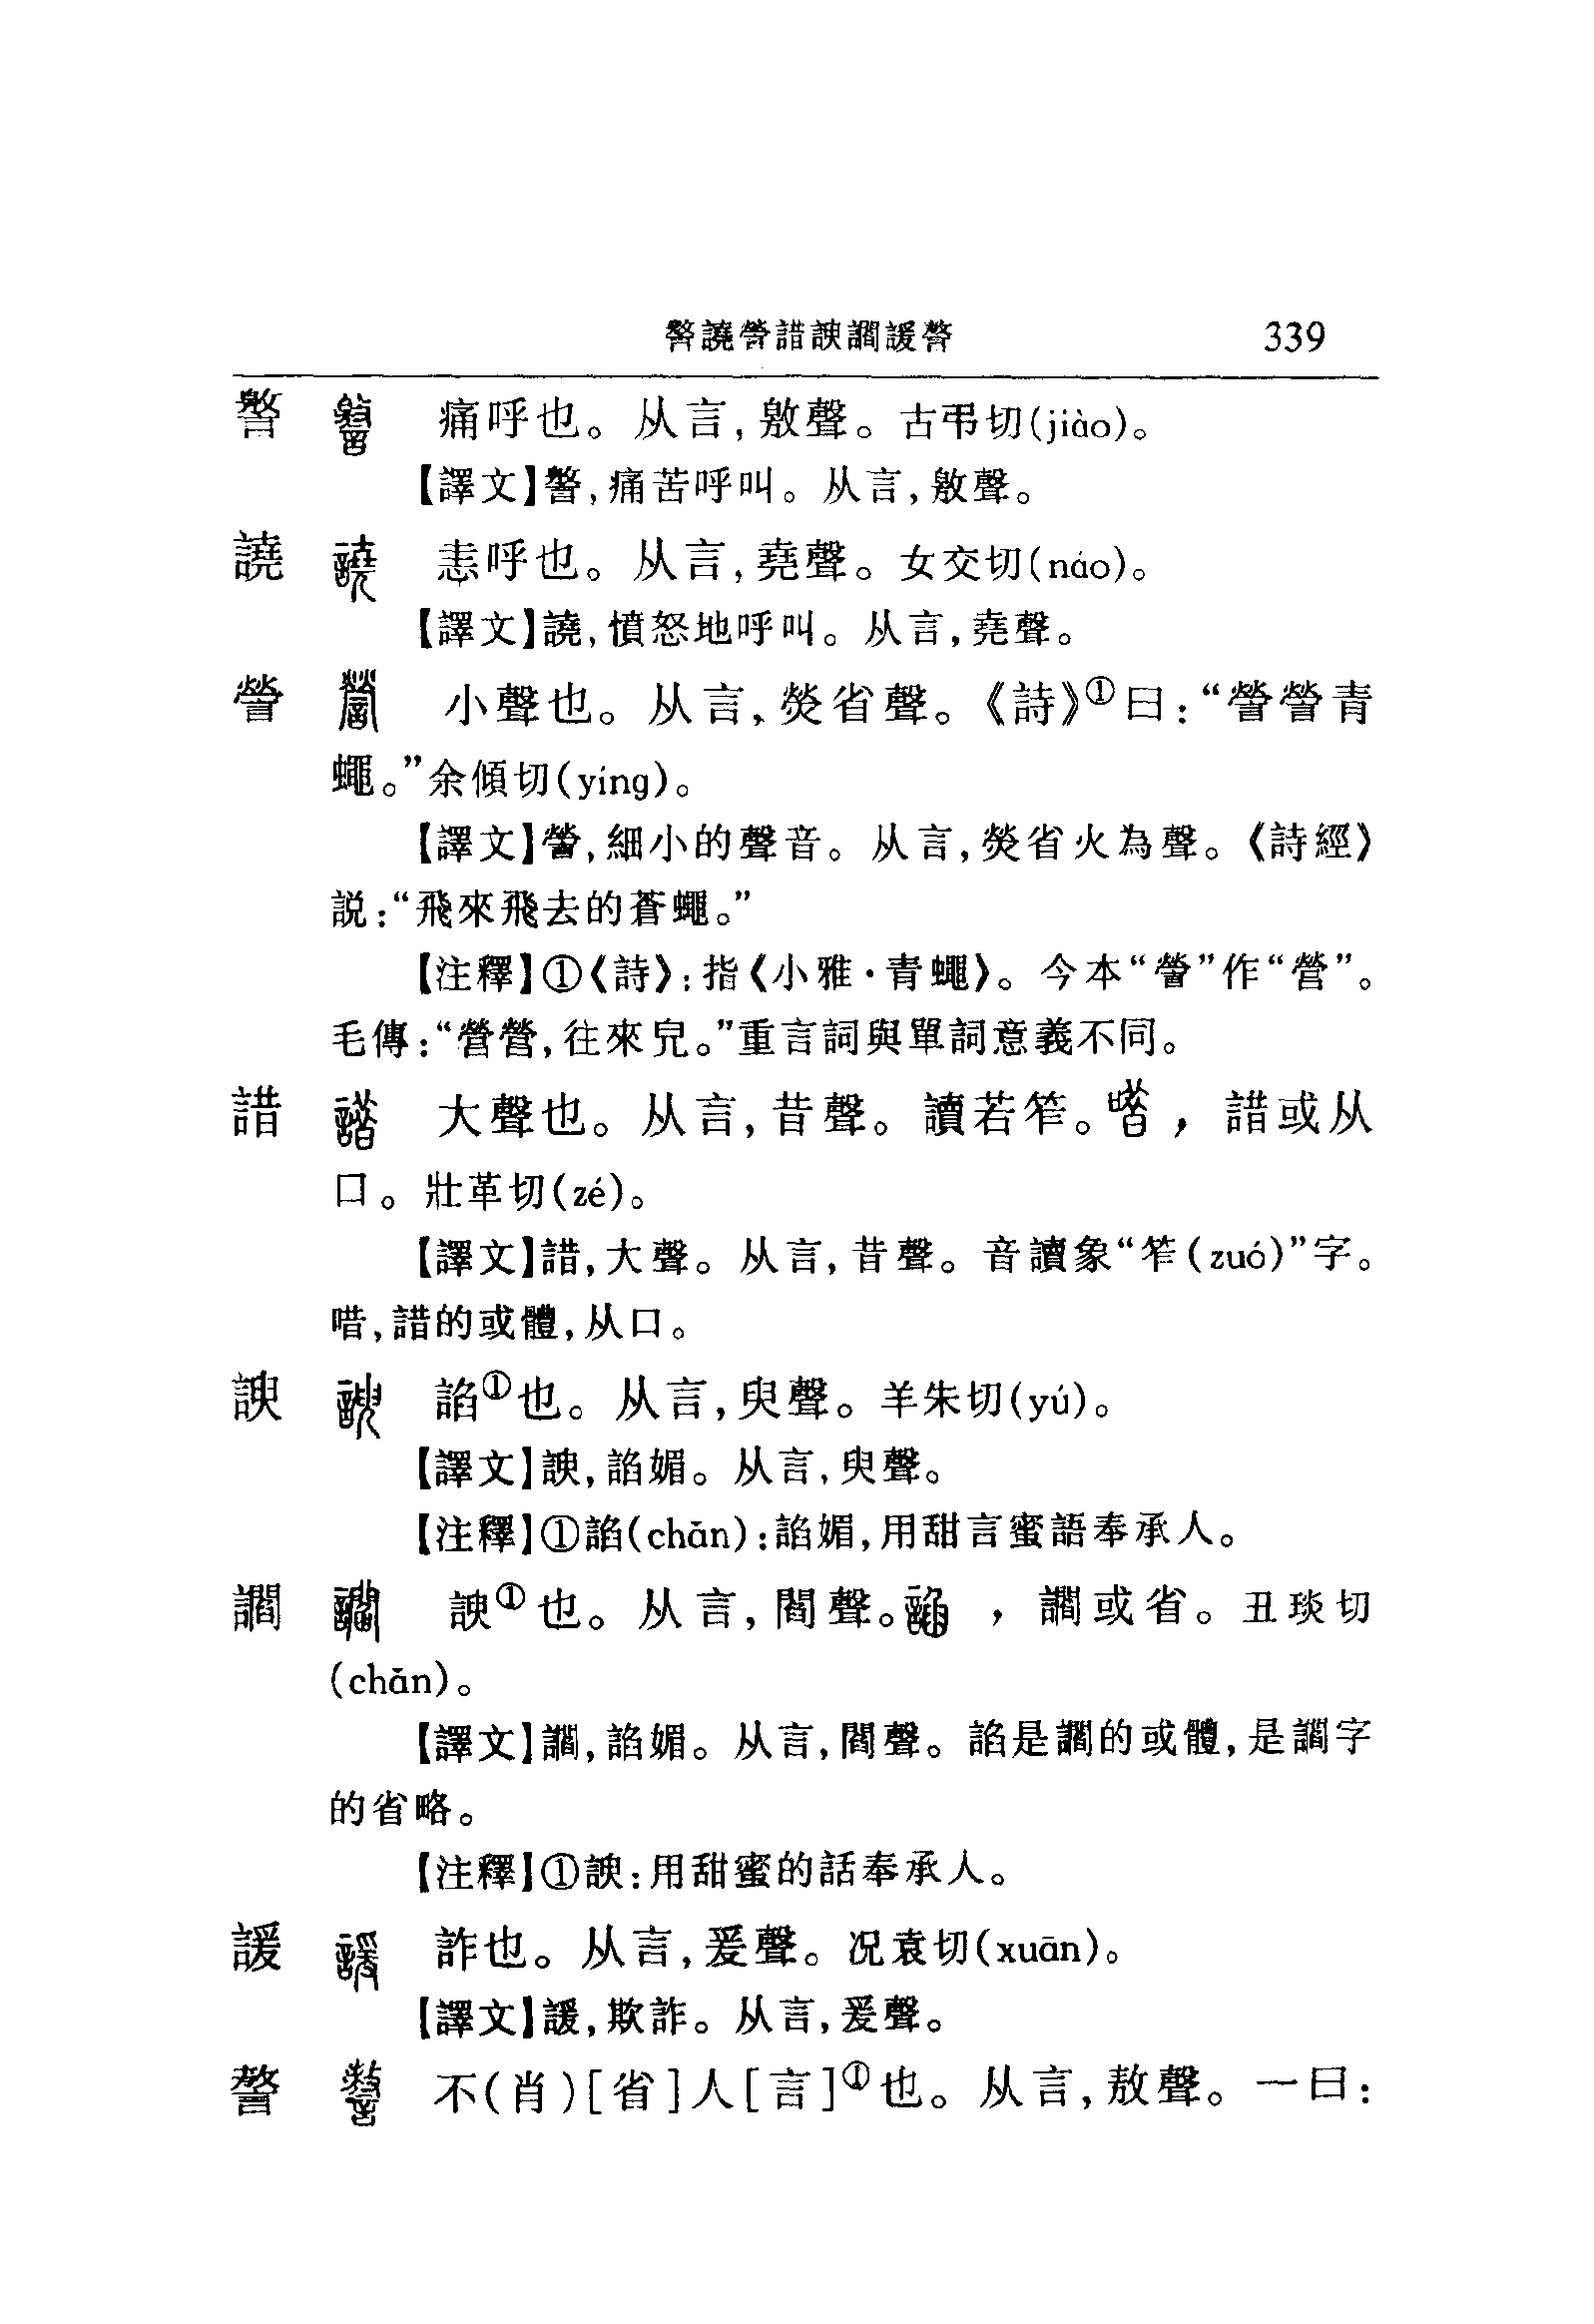 譥譊謍諎諛讇諼謷 339
譥 痛呼也。从言,敫聲。古弔切(jiào)。
【譯文】譥,痛苦呼叫。从言,敫聲。
譊 恚呼也。从言,堯聲。女交切(náo)。
【譯文】譊,憤怒地呼叫。从言,堯聲。
謍 小聲也。从言,熒省聲。《詩》①曰:“謍謍青
蠅。”余傾切(yíng)。
【譯文】謍,細小的聲音。从言,熒省火為聲。《詩經》
説:“飛來飛去的蒼蠅。”
【注釋】①《詩》:指《小雅·青蠅》。今本“謍”作“營”。
毛傳:“營營,往來皃。”重言詞與單詞意義不同。
諎 大聲也。从言,昔聲。讀若笮。,諎或从
口。壯革切(zé)。
【譯文】諎,大聲。从言,昔聲。音讀象“笮(zuó)”字。
唶,諎的或體,从口。
諛 諂①也。从言,臾聲。羊朱切(yú)。
【譯文】諛,諂媚。从言,臾聲。
【注釋】①諂(chǎn):諂媚,用甜言蜜語奉承人。
讇 諛①也。从言,閻聲。,讇或省。丑琰切
(chǎn)。
【譯文】讇,諂媚。从言,閻聲。諂是讇的或體,是讇字
的省略。
【注釋】①諛:用甜蜜的話奉承人。
諼 詐也。从言,爰聲。况袁切(xuān)。
【譯文】諼,欺詐。从言,爰聲。
謷 不(肖)[省]人[言]①也。从言,敖聲。一曰: